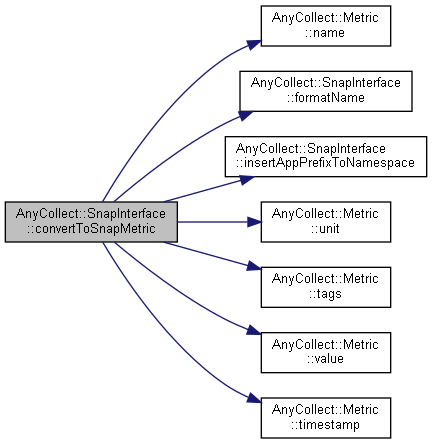 AnyCollect::Metric
::name
AnyCollect::SnapInterface
::formatName
AnyCollect::SnapInterface
::insertAppPrefixToNamespace
AnyCollect::SnapInterface
::convertToSnapMetric
AnyCollect::Metric
::unit
AnyCollect::Metric
::tags
AnyCollect::Metric
::value
AnyCollect::Metric
::timestamp